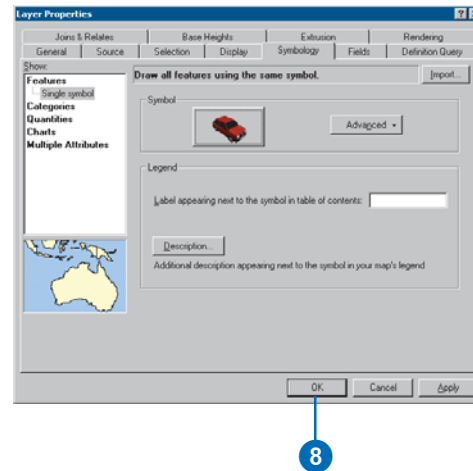 Layer Properties
Joins & Relates Base Heights Extrusion Rendering
General Source Selection Display Symbology Fields Definition Query
Show:
Features
Single symbol
Categories
Quantities
Charts
Multiple Attributes
Draw all features using the same symbol.
Import...
Symbol
Advanced
Legend
Label appearing next to the symbol in table of contents:
Description...
Additional description appearing next to the symbol in your map's legend
OK Cancel Apply
8